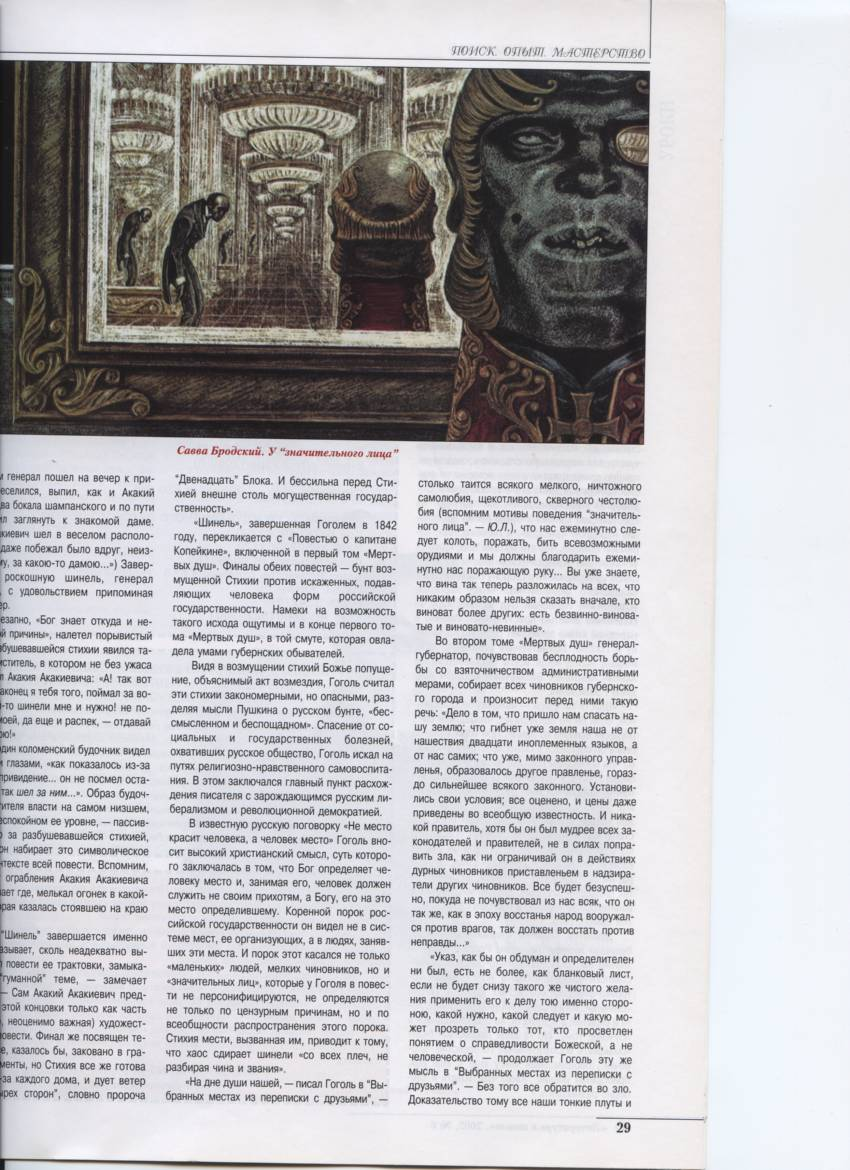 ПОИСК. ОПЫТ. МАСТЕРСТВО
Савва Бродский. У “значительного лица”
генерал пошел на вечер к при-
еселился, выпил, как и Акакий
ва бокала шампанского и по пути
ил заглянуть к знакомой даме.
акиевич шел в веселом располо-
даже побежал было вдруг, неиз-
му, за какою-то дамою...») Завер-
роскошную шинель, генерал
, с удовольствием припоминая
ер.
езапно, «Бог знает откуда и не-
й причины», налетел порывистый
збушевавшейся стихии явился та-
ститель, в котором не без ужаса
л Акакия Акакиевича: «А! так вот
аконец я тебя того, поймал за во-
-то шинели мне и нужно! не по-
моей, да еще и распек, — отдавай
ою!»
дин коломенский будочник видел
и глазами, «как показалось из-за
привидение... он не посмел оста-
так шел за ним...». Образ будоч-
ителя власти на самом низшем,
еспокойном ее уровне, — пассив-
о за разбушевавшейся стихией,
он набирает это символическое
нтексте всей повести. Вспомним,
ограбления Акакия Акакиевича
ает где, мелькал огонек в какой-
рая казалась стоявшею на краю
“Шинель” завершается именно
азывает, сколь неадекватно вы-
повести ее трактовки, замыка-
“гуманной” теме, — замечает
— Сам Акакий Акакиевич пред-
этой концовки только как часть
, неоценимо важная) художест-
овести. Финал же посвящен те-
е, казалось бы, заковано в гра-
менты, но Стихия все же готова
-за каждого дома, и дует ветер
ырех сторон”, словно пророча
“Двенадцать” Блока. И бессильна перед Сти-
хией внешне столь могущественная государ-
ственность».
«Шинель», завершенная Гоголем в 1842
году, перекликается с «Повестью о капитане
Копейкине», включенной в первый том «Мерт-
вых душ». Финалы обеих повестей — бунт воз-
мущенной Стихии против искаженных, подав-
ляющих человека форм российской
государственности. Намеки на возможность
такого исхода ощутимы и в конце первого то-
ма «Мертвых душ», в той смуте, которая овла-
дела умами губернских обывателей.
Видя в возмущении стихий Божье попуще-
ние, объяснимый акт возмездия, Гоголь считал
эти стихии закономерными, но опасными, раз-
деляя мысли Пушкина о русском бунте, «бес-
смысленном и беспощадном». Спасение от со-
циальных и государственных болезней,
охвативших русское общество, Гоголь искал на
путях религиозно-нравственного самовоспита-
ния. В этом заключался главный пункт расхож-
дения писателя с зарождающимся русским ли-
берализмом и революционной демократией.
В известную русскую поговорку «Не место
красит человека, а человек место» Гоголь вно-
сит высокий христианский смысл, суть которо-
го заключалась в том, что Бог определяет че-
ловеку место и, занимая его, человек должен
служить не своим прихотям, а Богу, его на это
место определившему. Коренной порок рос-
сийской государственности он видел не в сис-
теме мест, ее организующих, а в людях, заняв-
ших эти места. И порок этот касался не только
«маленьких» людей, мелких чиновников, но и
«значительных лиц», которые у Гоголя в повес-
ти не персонифицируются, не определяются
не только по цензурным причинам, но и по
всеобщности распространения этого порока.
Стихия мести, вызванная им, приводит к тому,
что хаос сдирает шинели «со всех плеч, не
разбирая чина и звания».
«На дне души нашей, — писал Гоголь в “Вы-
бранных местах из переписки с друзьями”, —
столько таится всякого мелкого, ничтожного
самолюбия, щекотливого, скверного честолю-
бия (вспомним мотивы поведения “значитель-
ного лица”. — Ю.Л.), что нас ежеминутно сле-
дует колоть, поражать, бить всевозможными
орудиями и мы должны благодарить ежеми-
нутно нас поражающую руку... Вы уже знаете,
что вина так теперь разложилась на всех, что
никаким образом нельзя сказать вначале, кто
виноват более других: есть безвинно-винова-
тые и виновато-невинные».
Во втором томе «Мертвых душ» генерал-
губернатор, почувствовав бесплодность борь-
бы со взяточничеством административными
мерами, собирает всех чиновников губернско-
го города и произносит перед ними такую
речь: «Дело в том, что пришло нам спасать на-
шу землю; что гибнет уже земля наша не от
нашествия двадцати иноплеменных языков, а
от нас самих; что уже, мимо законного управ-
ленья, образовалось другое правленье, гораз-
до сильнейшее всякого законного. Установи-
лись свои условия; все оценено, и цены даже
приведены во всеобщую известность. И ника-
кой правитель, хотя бы он был мудрее всех за-
конодателей и правителей, не в силах поправ-
ить зла, как ни ограничивай он в действиях
дурных чиновников приставленьем в надзира-
тели других чиновников. Все будет безуспеш-
но, покуда не почувствовал из нас всяк, что он
так же, как в эпоху восстанья народ вооружал-
ся против врагов, так должен восстать против
неправды...»
«Указ, как бы он обдуман и определителен
ни был, есть не более, как бланковый лист,
если не будет снизу такого же чистого жела-
ния применить его к делу тою именно сторо-
ною, какой нужно, какой следует и какую мо-
жет прозреть только тот, кто просветлен
понятием о справедливости Божеской, а не
человеческой, — продолжает Гоголь эту же
мысль в “Выбранных местах из переписки с
друзьями”. — Без того все обратится во зло.
Доказательство тому все наши тонкие плуты и
29